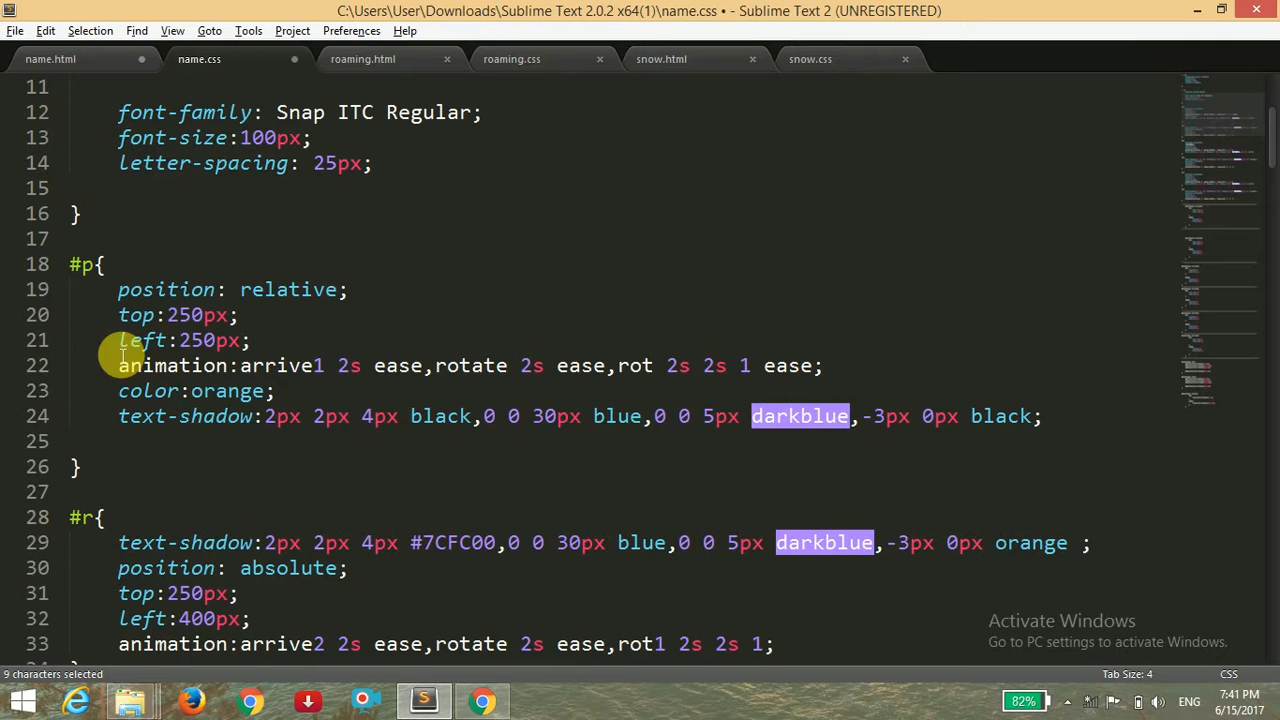 C:\Users\User\Downloads\Sublime Text 2.0.2 x64(1)\name.css • - Sublime Text 2 (UNREGISTERED)
File Edit Selection Find View Goto Tools Project Preferences Help
name.html name.css roaming.html roaming.css snow.html snow.css
11
12 font-family: Snap ITC Regular;
13 font-size:100px;
14 letter-spacing: 25px;
15
16 }
17
18 #p{
19 position: relative;
20 top:250px;
21 left:250px;
22 animation:arrive1 2s ease,rotate 2s ease,rot 2s 2s 1 ease;
23 color:orange;
24 text-shadow:2px 2px 4px black,0 0 30px blue,0 0 5px darkblue,-3px 0px black;
25
26 }
27
28 #r{
29 text-shadow:2px 2px 4px #7CFC00,0 0 30px blue,0 0 5px darkblue,-3px 0px orange ;
30 position: absolute;
31 top:250px;
32 left:400px;
33 animation:arrive2 2s ease,rotate 2s ease,rot1 2s 2s 1;
Activate Windows
Go to PC settings to activate Windows.
9 characters selected Tab Size: 4 CSS
82% ENG 7:41 PM
6/15/2017